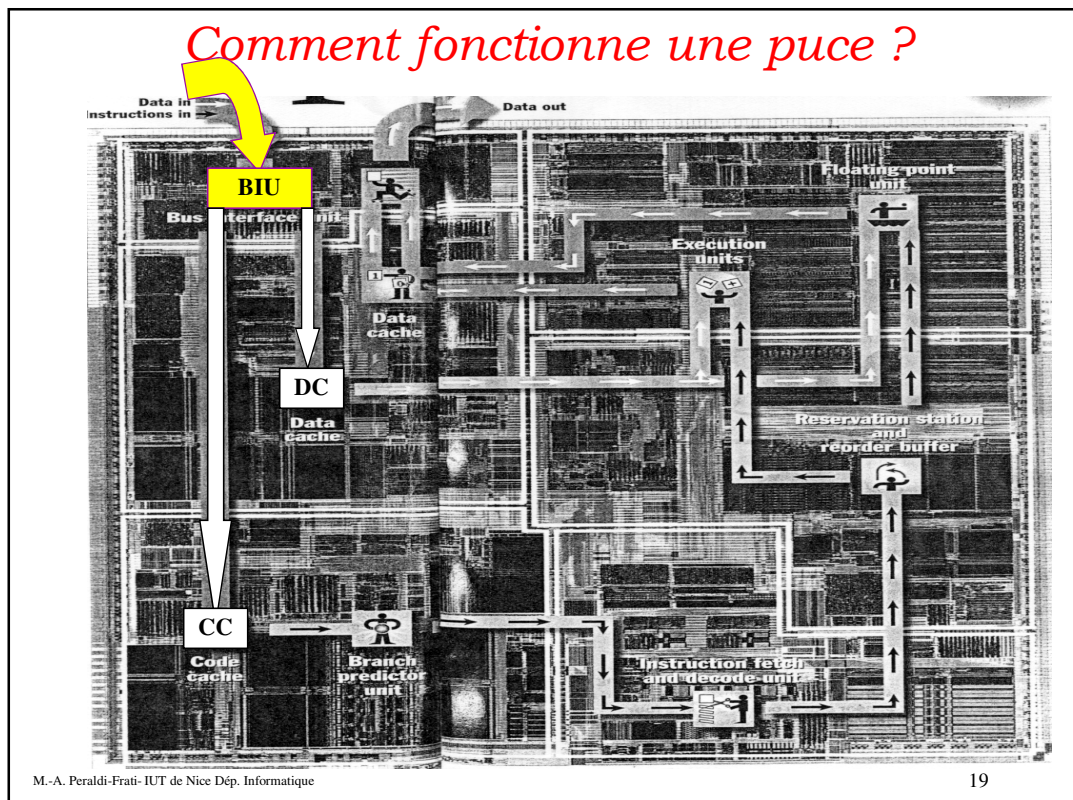 Comment fonctionne une puce ?
Data in
Instructions in
Data out
BIU
Bus interface unit
Floating-point
unit
Execution
units
1
Data
cache
DC
Data
cache
Reservation station
and
reorder buffer
CC
Code
cache
Branch
predictor
unit
Instruction fetch
and decode unit
M.-A. Peraldi-Frati- IUT de Nice Dép. Informatique
19